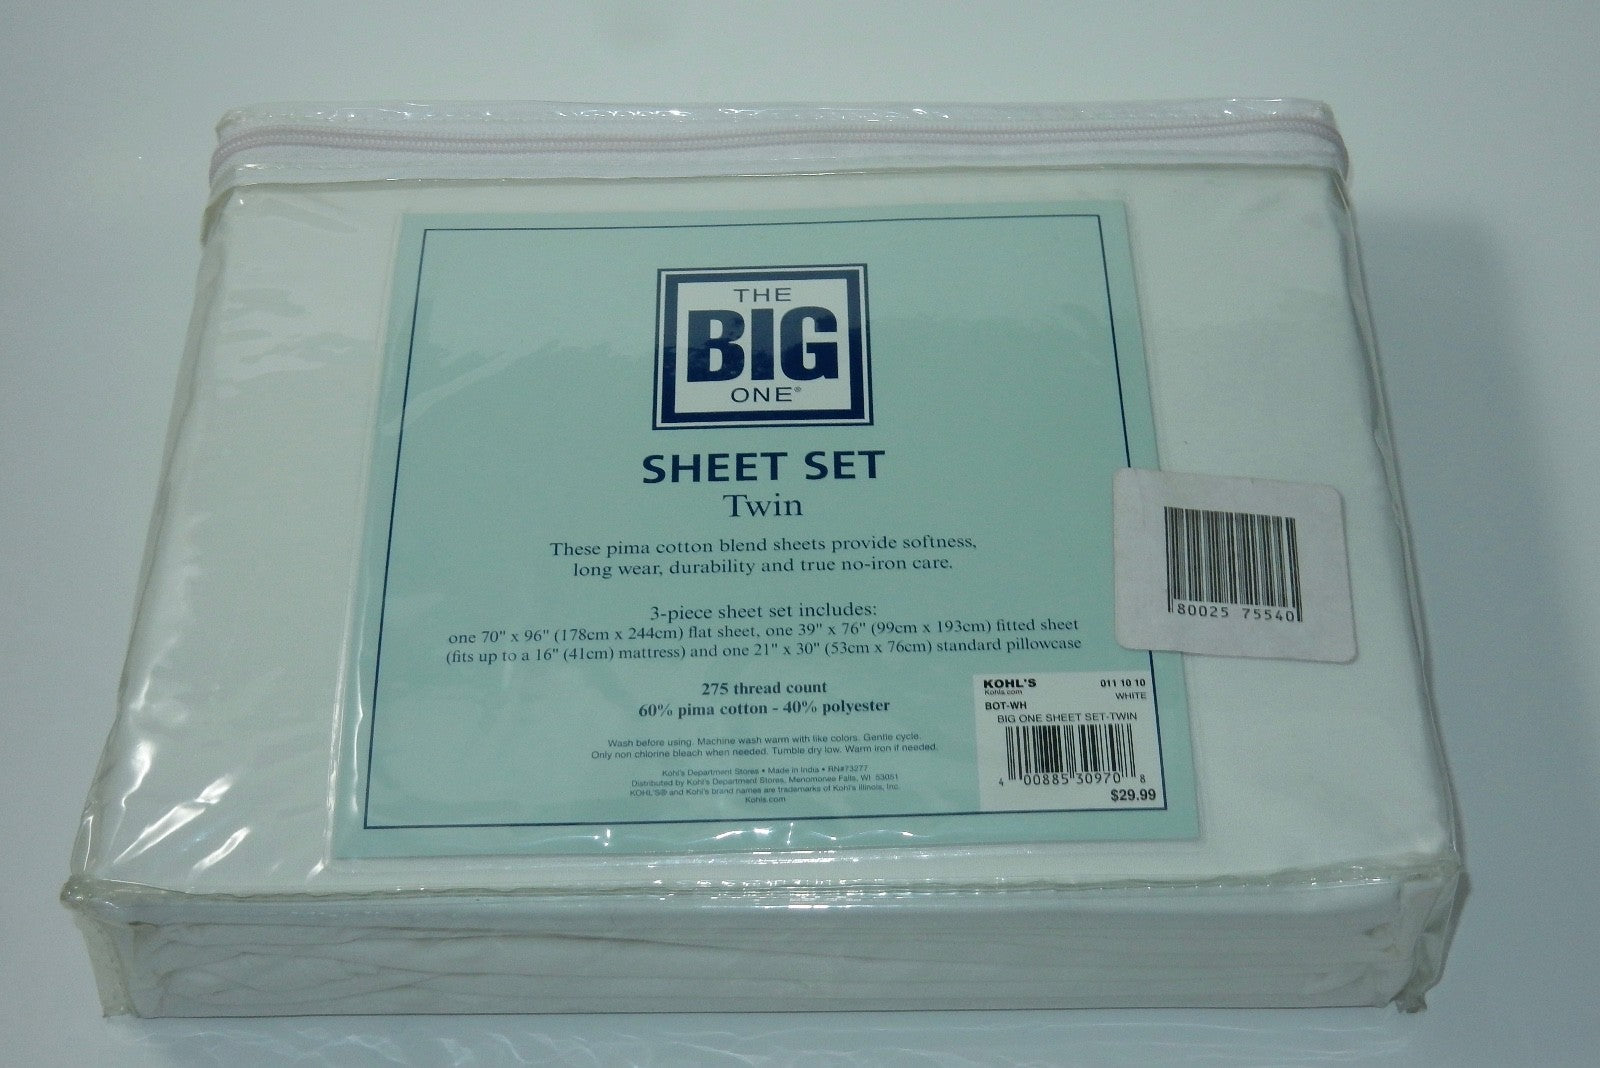 THE
BIG
ONE®
SHEET SET
Twin
These pima cotton blend sheets provide softness,
long wear, durability and true no-iron care.
3-piece sheet set includes:
one 70" x 96" (178cm x 244cm) flat sheet, one 39" x 76" (99cm x 193cm) fitted sheet
(fits up to a 16" (41cm) mattress) and one 21" x 30" (53cm x 76cm) standard pillowcase
275 thread count
60% pima cotton - 40% polyester
Wash before using. Machine wash warm with like colors. Gentle cycle.
Only non chlorine bleach when needed. Tumble dry low. Warm iron if needed.
Kohl's Department Stores • Made in India • RN#73277
Distributed by Kohl's Department Stores, Menomonee Falls, WI 53051
KOHL'S® and Kohl's brand names are trademarks of Kohl's Illinois, Inc.
Kohls.com
80025 75540
KOHL'S 011 10 10
Kohls.com WHITE
BOT-WH
BIG ONE SHEET SET-TWIN
4 00885 30970 8
$29.99